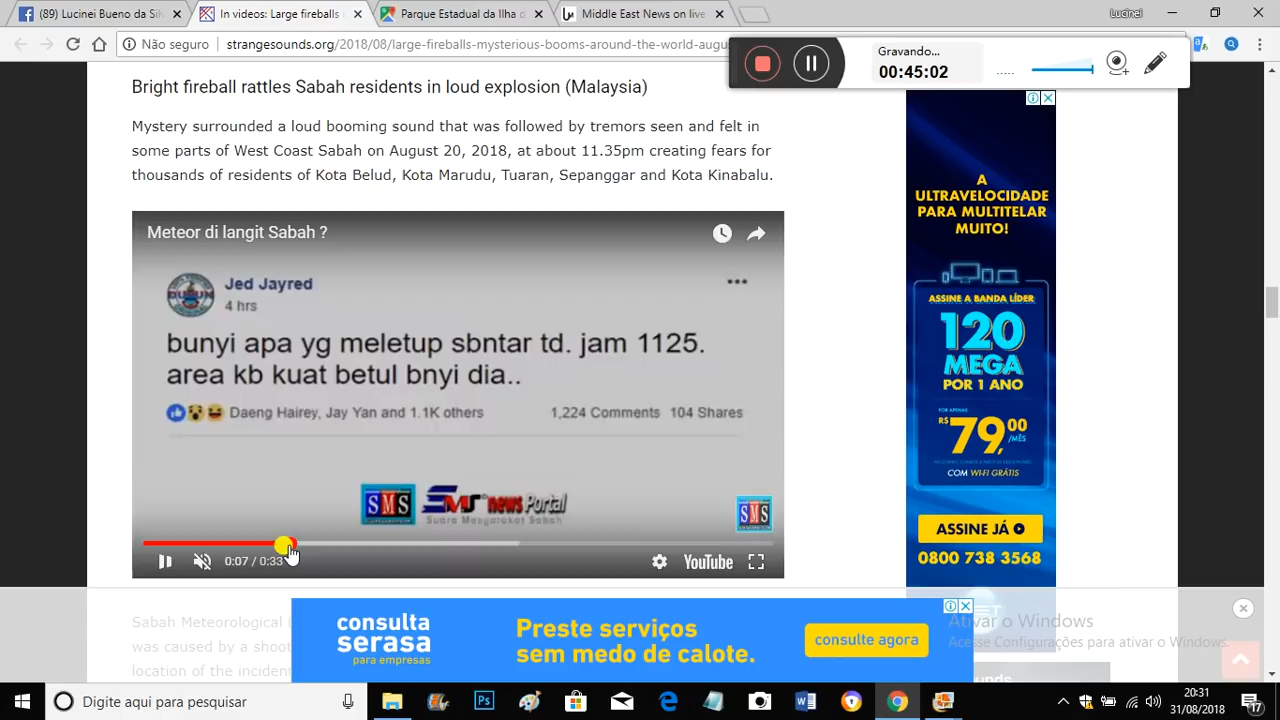 (89) Lucinei Bueno da Silv
In videos: Large fireballs
Parque Estadual da Ilha d
Middle East News on live
Lucinei
Não seguro
strangesounds.org/2018/08/large-fireballs-mysterious-booms-around-the-world-augu
Gravando...
00:45:02
Bright fireball rattles Sabah residents in loud explosion (Malaysia)
Mystery surrounded a loud booming sound that was followed by tremors seen and felt in
some parts of West Coast Sabah on August 20, 2018, at about 11.35pm creating fears for
thousands of residents of Kota Belud, Kota Marudu, Tuaran, Sepanggar and Kota Kinabalu.
Meteor di langit Sabah ?
Jed Jayred
4 hrs
bunyi apa yg meletup sbntar td. jam 1125.
area kb kuat betul bnyi dia..
Daeng Hairey, Jay Yan and 1.1K others
1,224 Comments 104 Shares
SMS
SMS news Portal
Suara Masyarakat Sabah
SMS
0:07 / 0:33
YouTube
A
ULTRAVELOCIDADE
PARA MULTITELAR
MUITO!
ASSINE A BANDA LÍDER
120
MEGA
POR 1 ANO
POR APENAS
R$ 79,00
/MÊS
COM WI-FI GRÁTIS
ASSINE JÁ
0800 738 3568
NET
Sabah Meteorological
was caused by a shoot
location of the incident
consulta
serasa
para empresas
Preste serviços
sem medo de calote.
consulte agora
Ativar o Windows
Acesse Configurações para ativar o Windows.
Digite aqui para pesquisar
20:31
31/08/2018
17